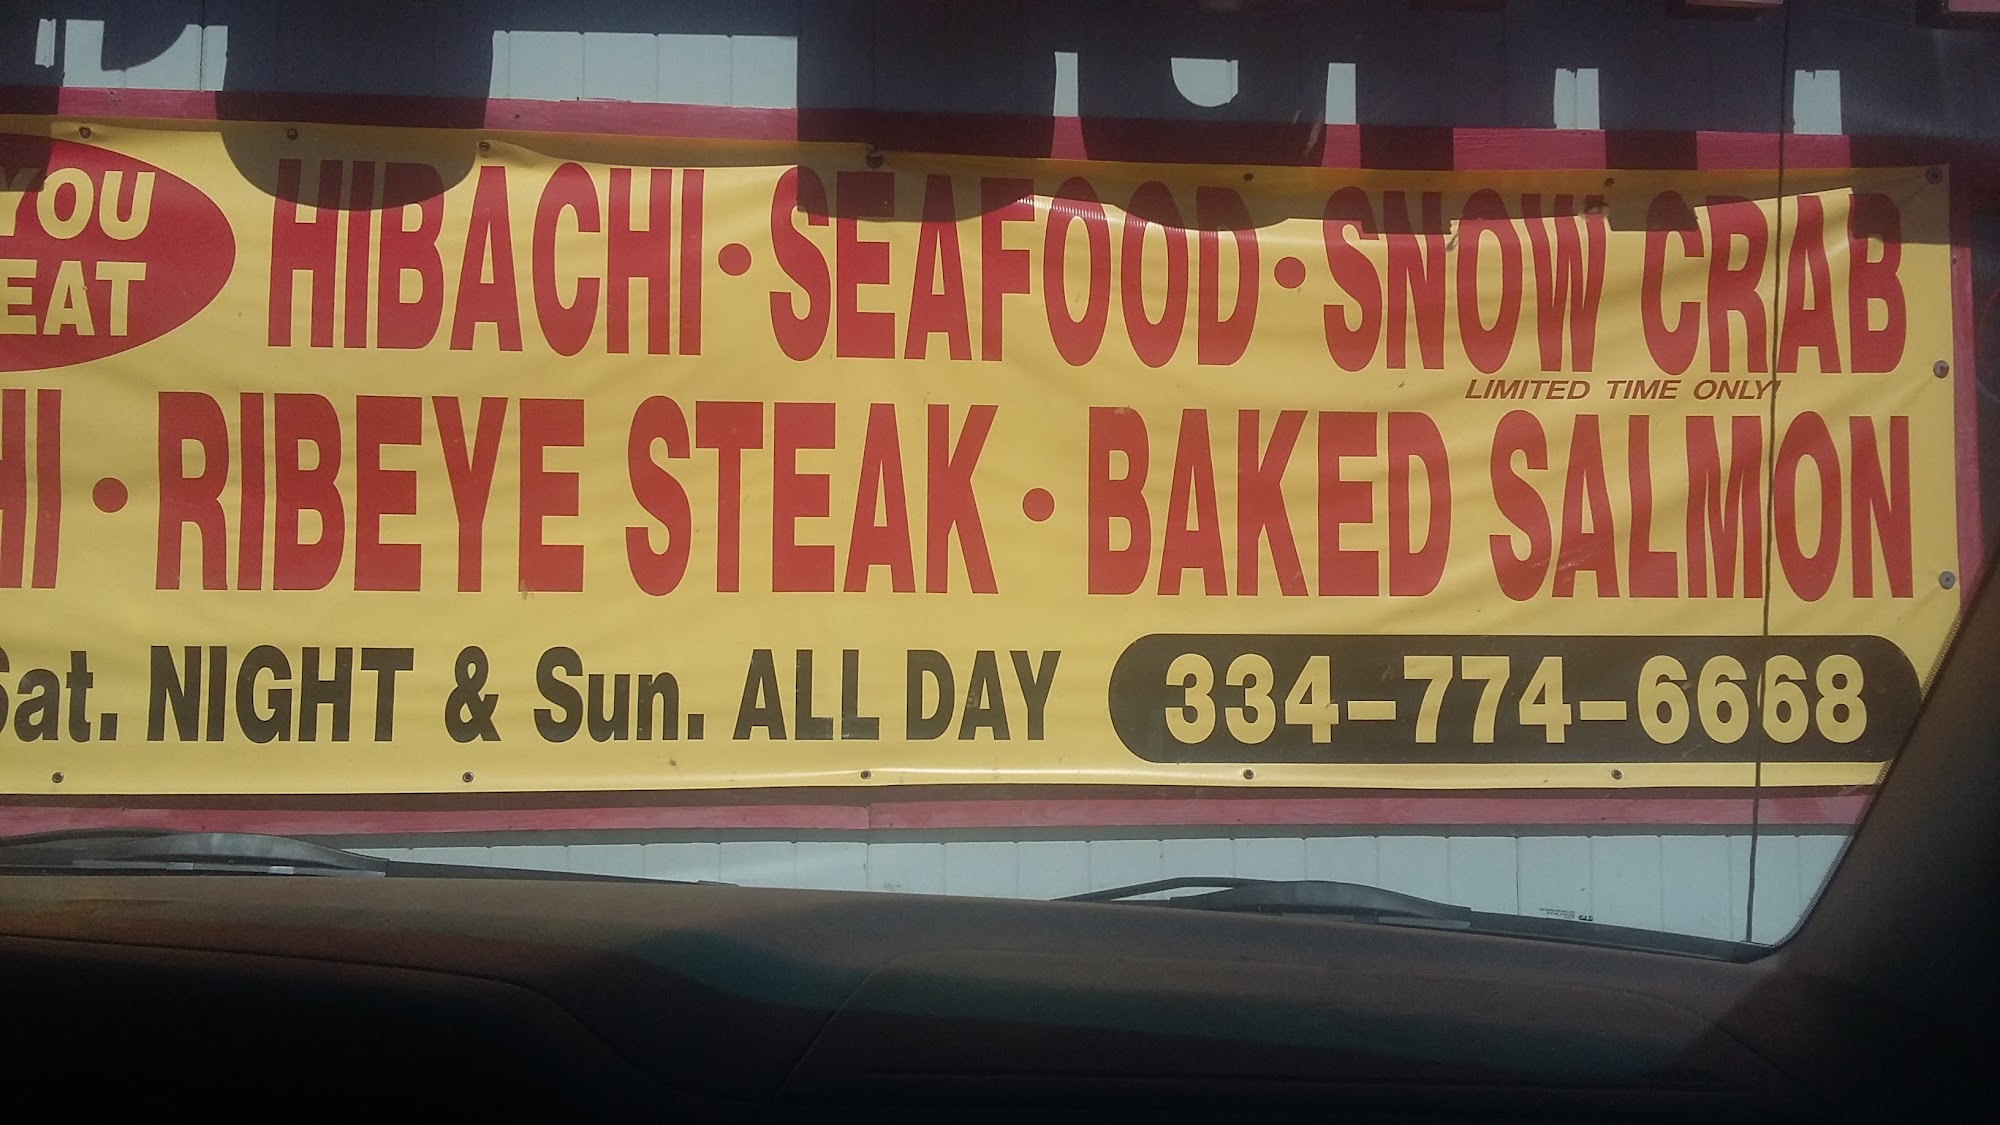 YOU
EAT
HIBACHI • SEAFOOD • SNOW CRAB
LIMITED TIME ONLY!
HI • RIBEYE STEAK • BAKED SALMON
Sat. NIGHT & Sun. ALL DAY 334-774-6668